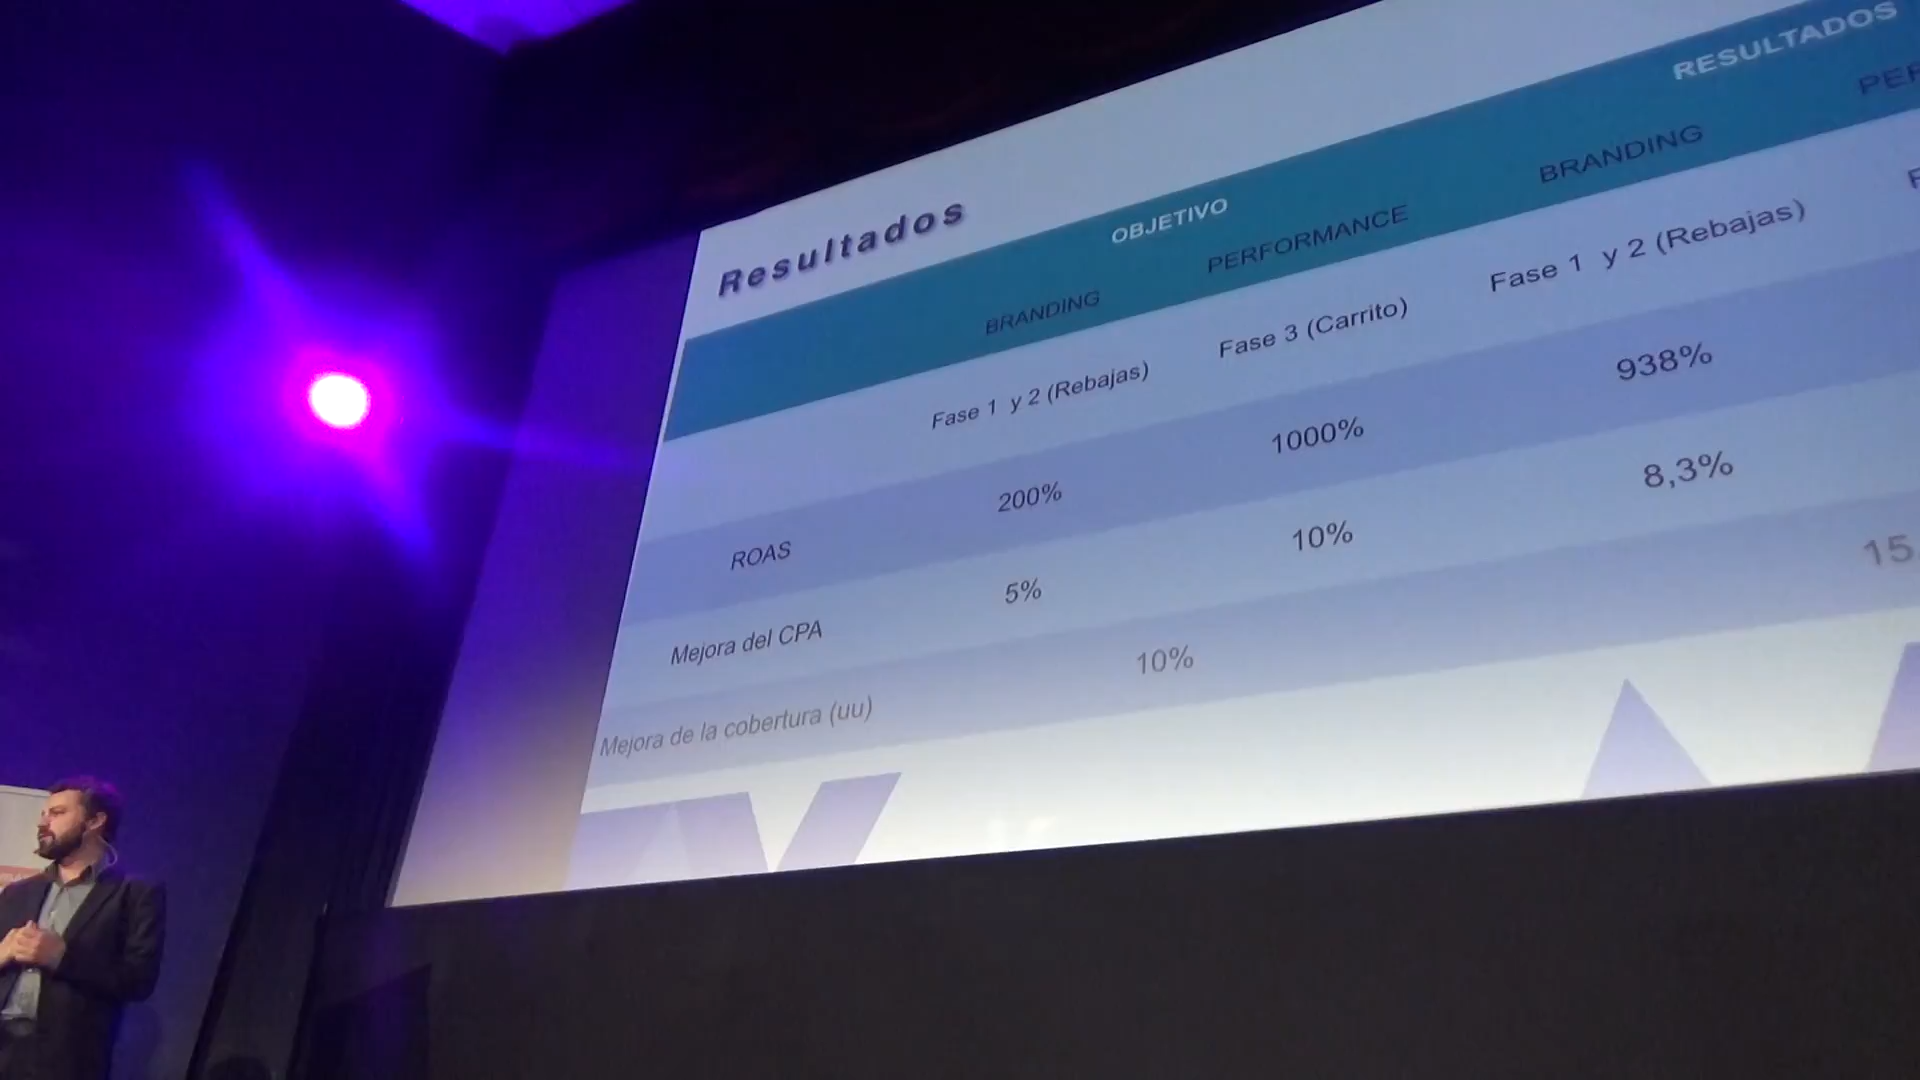 Resultados
OBJETIVO RESULTADOS
BRANDING PERFORMANCE BRANDING
Fase 1 y 2 (Rebajas) Fase 3 (Carrito) Fase 1 y 2 (Rebajas)
ROAS 200% 1000% 938%
Mejora del CPA 5% 10% 8,3%
Mejora de la cobertura (uu) 10% 15